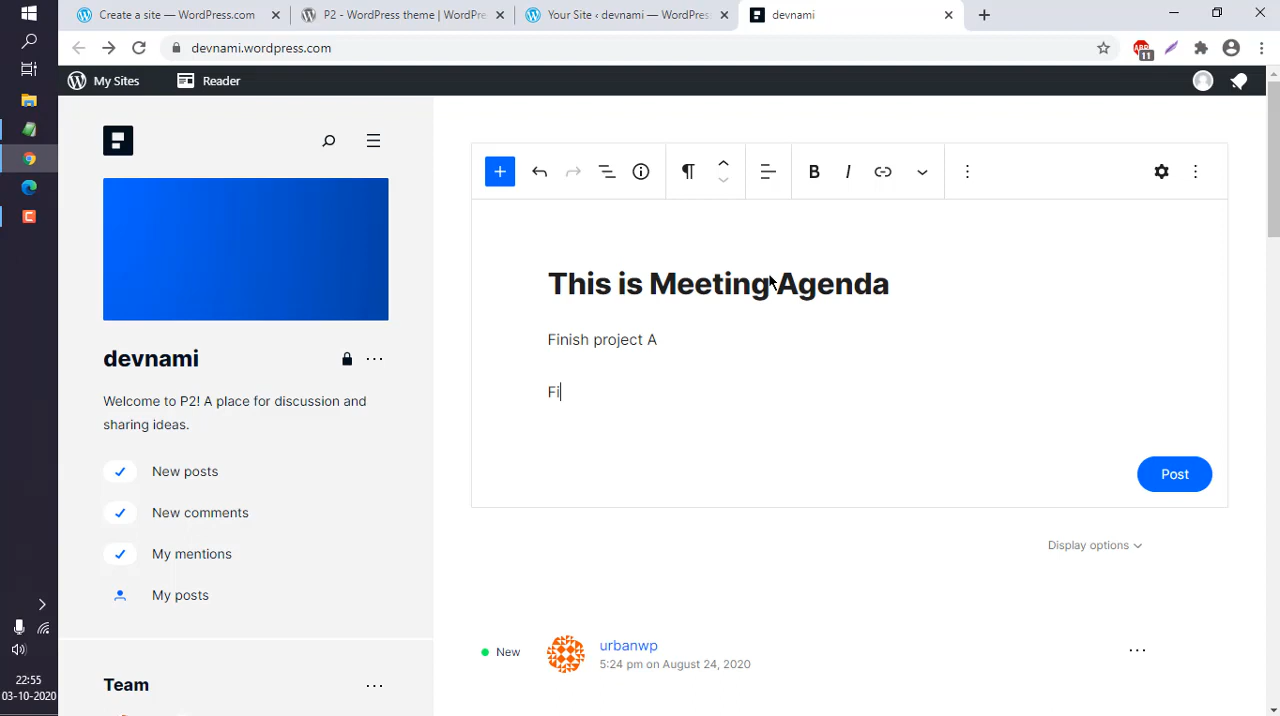 Create a site — WordPress.com
P2 - WordPress theme | WordPre
Your Site ‹ devnami — WordPress
devnami
devnami.wordpress.com
ABP
11
My Sites
Reader
B
I
This is Meeting Agenda
Finish project A
Fi
Post
Display options
devnami
Welcome to P2! A place for discussion and
sharing ideas.
New posts
New comments
My mentions
My posts
Team
New
urbanwp
5:24 pm on August 24, 2020
22:55
03-10-2020